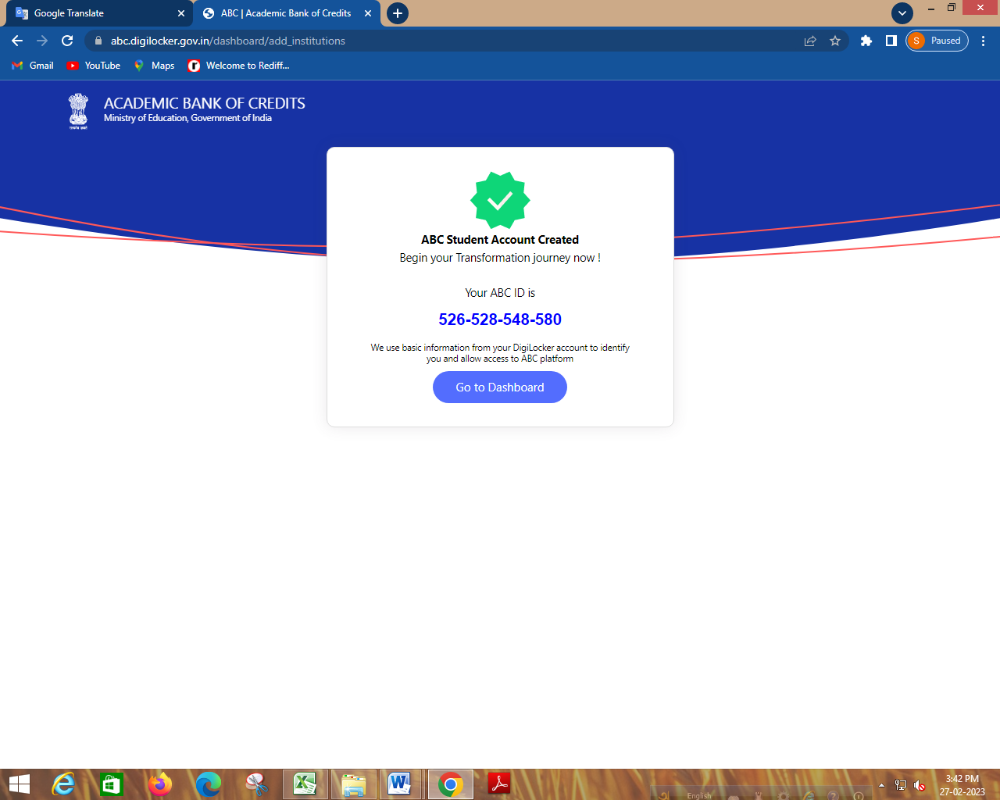 Google Translate
ABC | Academic Bank of Credits
abc.digilocker.gov.in/dashboard/add_institutions
S
Paused
Gmail
YouTube
Maps
Welcome to Rediff...
ACADEMIC BANK OF CREDITS
Ministry of Education, Government of India
ABC Student Account Created
Begin your Transformation journey now !
Your ABC ID is
526-528-548-580
We use basic information from your DigiLocker account to identify
you and allow access to ABC platform
Go to Dashboard
English
3:42 PM
27-02-2023